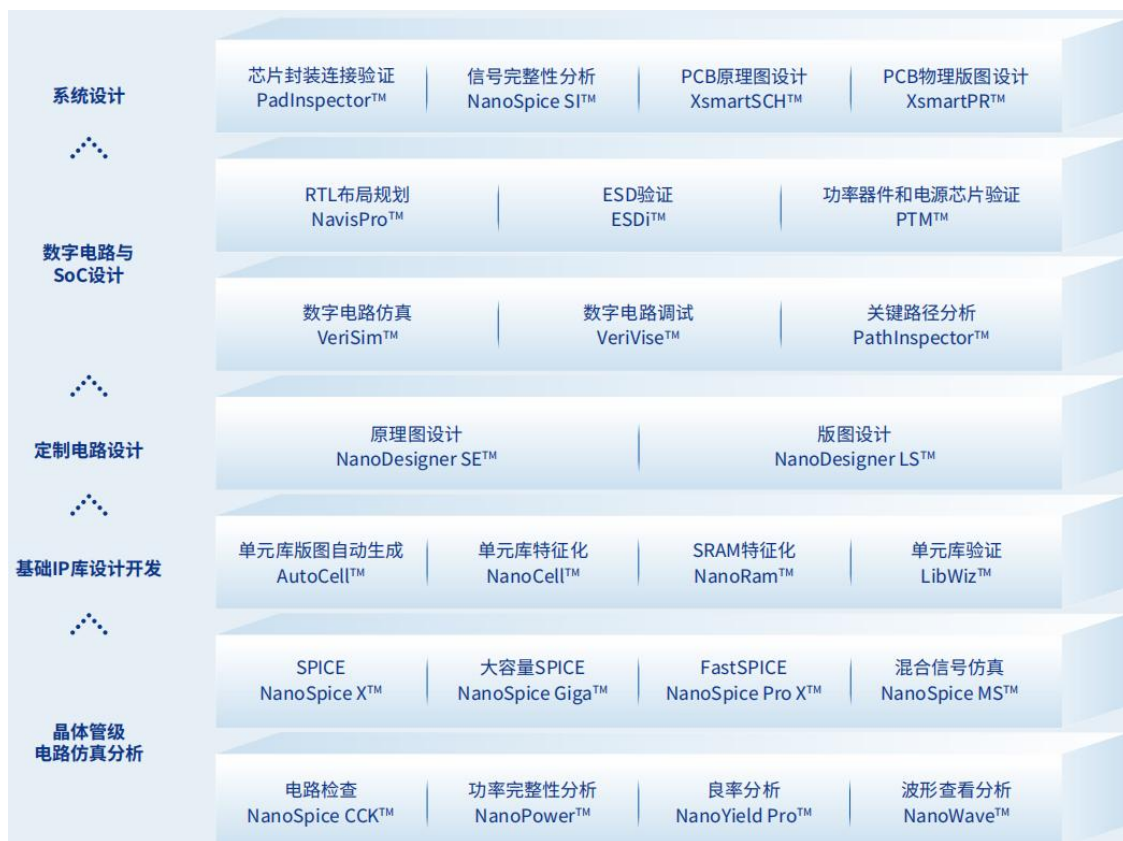 系统设计
芯片封装连接验证
PadInspector™
信号完整性分析
NanoSpice SI™
PCB原理图设计
XsmartSCH™
PCB物理版图设计
XsmartPR™
数字电路与
SoC设计
RTL布局规划
NavisPro™
ESD验证
ESDi™
功率器件和电源芯片验证
PTM™
数字电路仿真
VeriSim™
数字电路调试
VeriVise™
关键路径分析
PathInspector™
定制电路设计
原理图设计
NanoDesigner SE™
版图设计
NanoDesigner LS™
基础IP库设计开发
单元库版图自动生成
AutoCell™
单元库特征化
NanoCell™
SRAM特征化
NanoRam™
单元库验证
LibWiz™
晶体管级
电路仿真分析
SPICE
NanoSpice X™
大容量SPICE
NanoSpice Giga™
FastSPICE
NanoSpice Pro X™
混合信号仿真
NanoSpice MS™
电路检查
NanoSpice CCK™
功率完整性分析
NanoPower™
良率分析
NanoYield Pro™
波形查看分析
NanoWave™